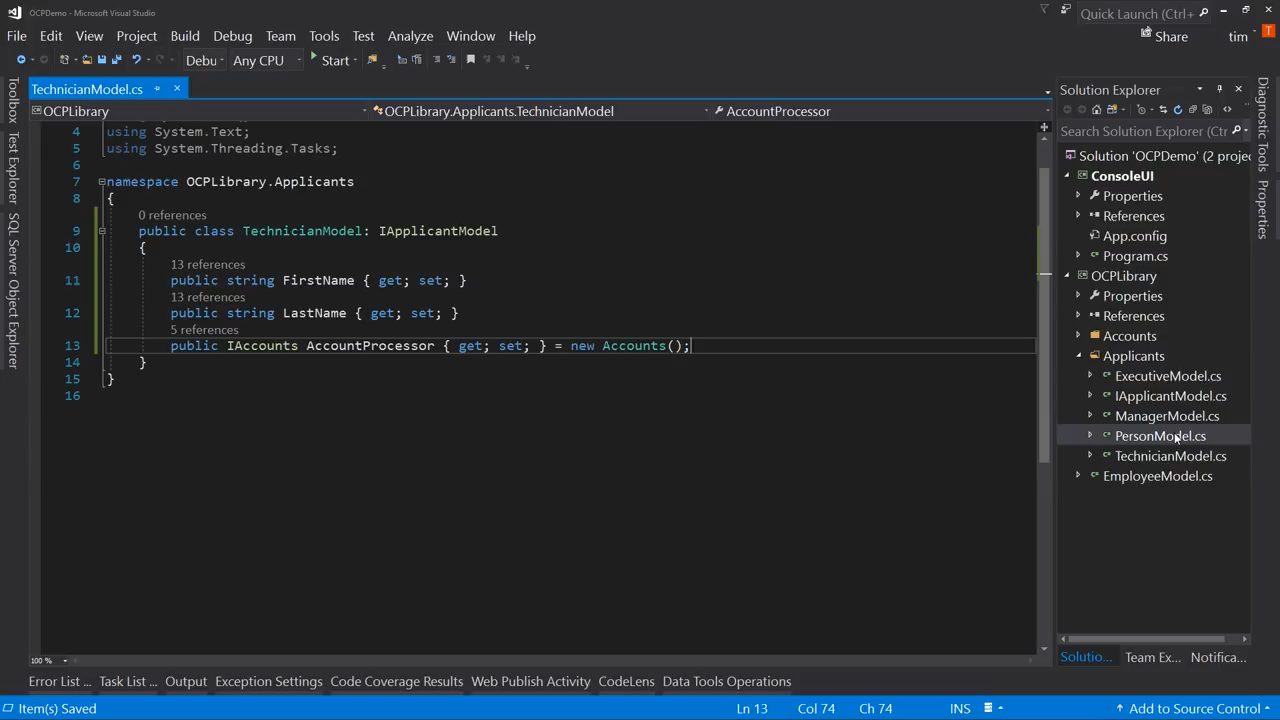 OCPDemo - Microsoft Visual Studio
Quick Launch (Ctrl+
File Edit View Project Build Debug Team Tools Test Analyze Window Help
Share
tim
T
Debu
Any CPU
Start
TechnicianModel.cs
OCPLibrary
OCPLibrary.Applicants.TechnicianModel
AccountProcessor
Toolbox
Test Explorer
SQL Server Object Explorer
4 using System.Text;
5 using System.Threading.Tasks;
6
7 namespace OCPLibrary.Applicants
8 {
0 references
9 public class TechnicianModel: IApplicantModel
10 {
13 references
11 public string FirstName { get; set; }
13 references
12 public string LastName { get; set; }
5 references
13 public IAccounts AccountProcessor { get; set; } = new Accounts();
14 }
15 }
16
100 %
Solution Explorer
Search Solution Explorer (Ctr
Solution 'OCPDemo' (2 projec
ConsoleUI
Properties
References
App.config
Program.cs
OCPLibrary
Properties
References
Accounts
Applicants
ExecutiveModel.cs
IApplicantModel.cs
ManagerModel.cs
PersonModel.cs
TechnicianModel.cs
EmployeeModel.cs
Solutio... Team Ex... Notifica...
Diagnostic Tools
Properties
Error List ... Task List ... Output Exception Settings Code Coverage Results Web Publish Activity CodeLens Data Tools Operations
Item(s) Saved
Ln 13 Col 74 Ch 74 INS
Add to Source Control